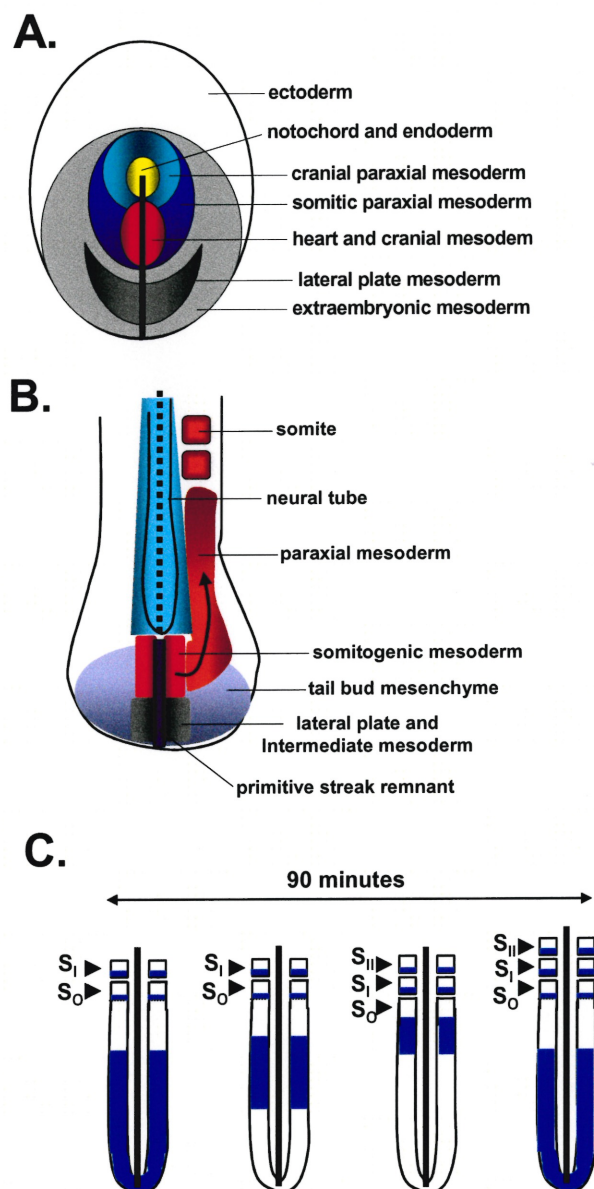 A.
ectoderm
notochord and endoderm
cranial paraxial mesoderm
somitic paraxial mesoderm
heart and cranial mesodem
lateral plate mesoderm
extraembryonic mesoderm
B.
somite
neural tube
paraxial mesoderm
somitogenic mesoderm
tail bud mesenchyme
lateral plate and
Intermediate mesoderm
primitive streak remnant
C.
90 minutes
SI
SO
SI
SO
SII
SI
SO
SII
SI
SO